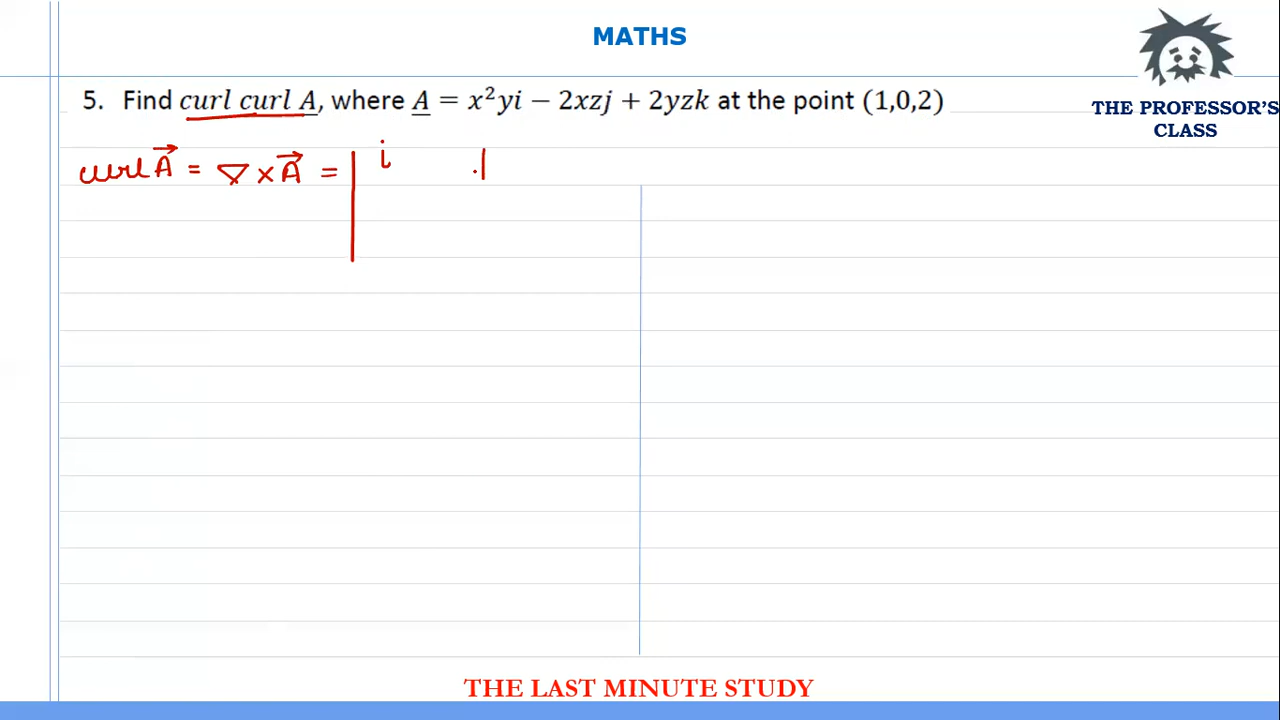 MATHS
THE PROFESSOR'S
CLASS
5. Find curl curl A, where A = x²yi − 2xzj + 2yzk at the point (1,0,2)
curl A⃗ = ∇ × A⃗ = | i
THE LAST MINUTE STUDY